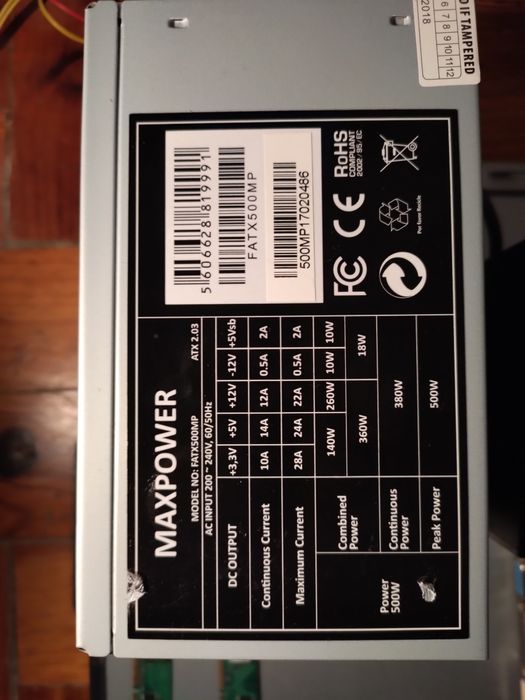 MAXPOWER
MODEL NO: FATX500MP ATX 2.03
AC INPUT 200 ~ 240V, 60/50Hz
DC OUTPUT +3,3V +5V +12V -12V +5Vsb
Continuous Current 10A 14A 12A 0.5A 2A
Maximum Current 28A 24A 22A 0.5A 2A
Power 500W
Combined Power 140W 260W 10W 10W
360W 18W
Continuous Power 380W
Peak Power 500W
5 606628 819991
FATX500MP
500MP17020486
FC CE RoHS
COMPLIANT
2002/95/EC
Por favor Recicle
D IF TAMPERED
6 7 8 9 10 11 12
2018